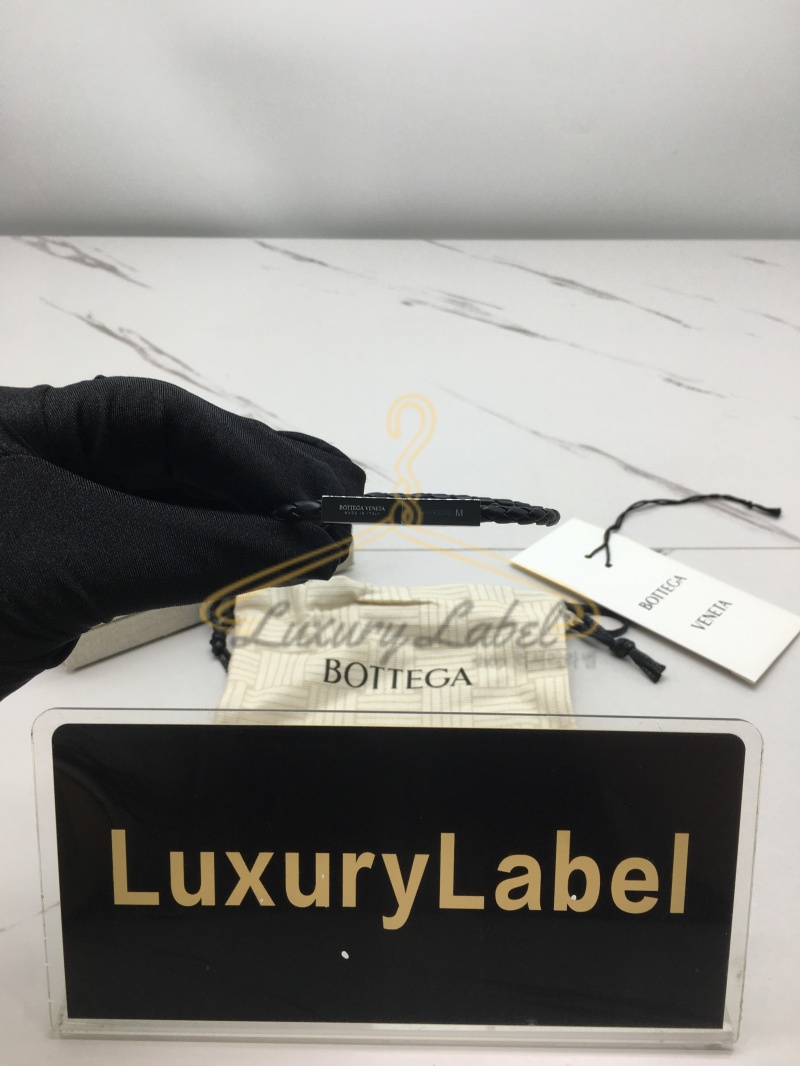 BOTTEGA VENETA
MADE IN ITALY
M
BOTTEGA
VENETA
Luxury Label
BOTTEGA
LuxuryLabel